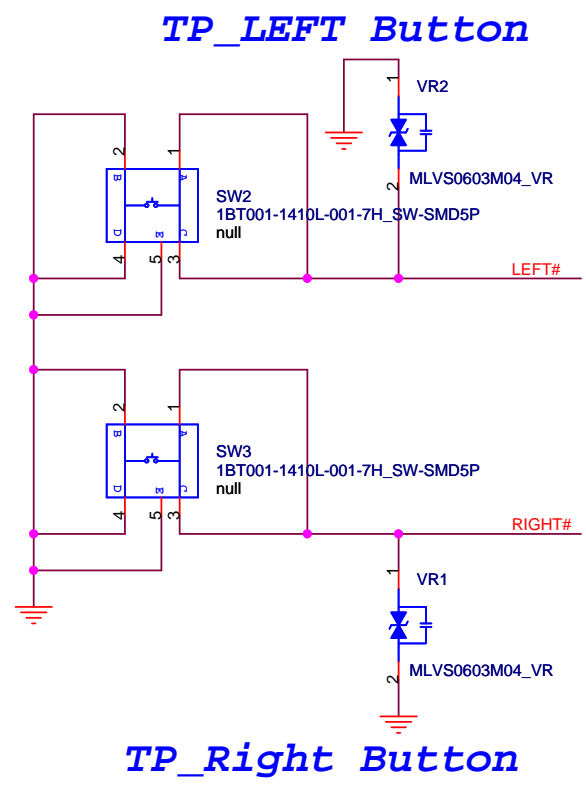 TP_LEFT Button
1
VR2
MLVS0603M04_VR
2
2
1
B
A
D
E
C
SW2
1BT001-1410L-001-7H_SW-SMD5P
null
4
5
3
LEFT#
2
1
B
A
D
E
C
SW3
1BT001-1410L-001-7H_SW-SMD5P
null
4
5
3
RIGHT#
1
VR1
MLVS0603M04_VR
2
TP_Right Button